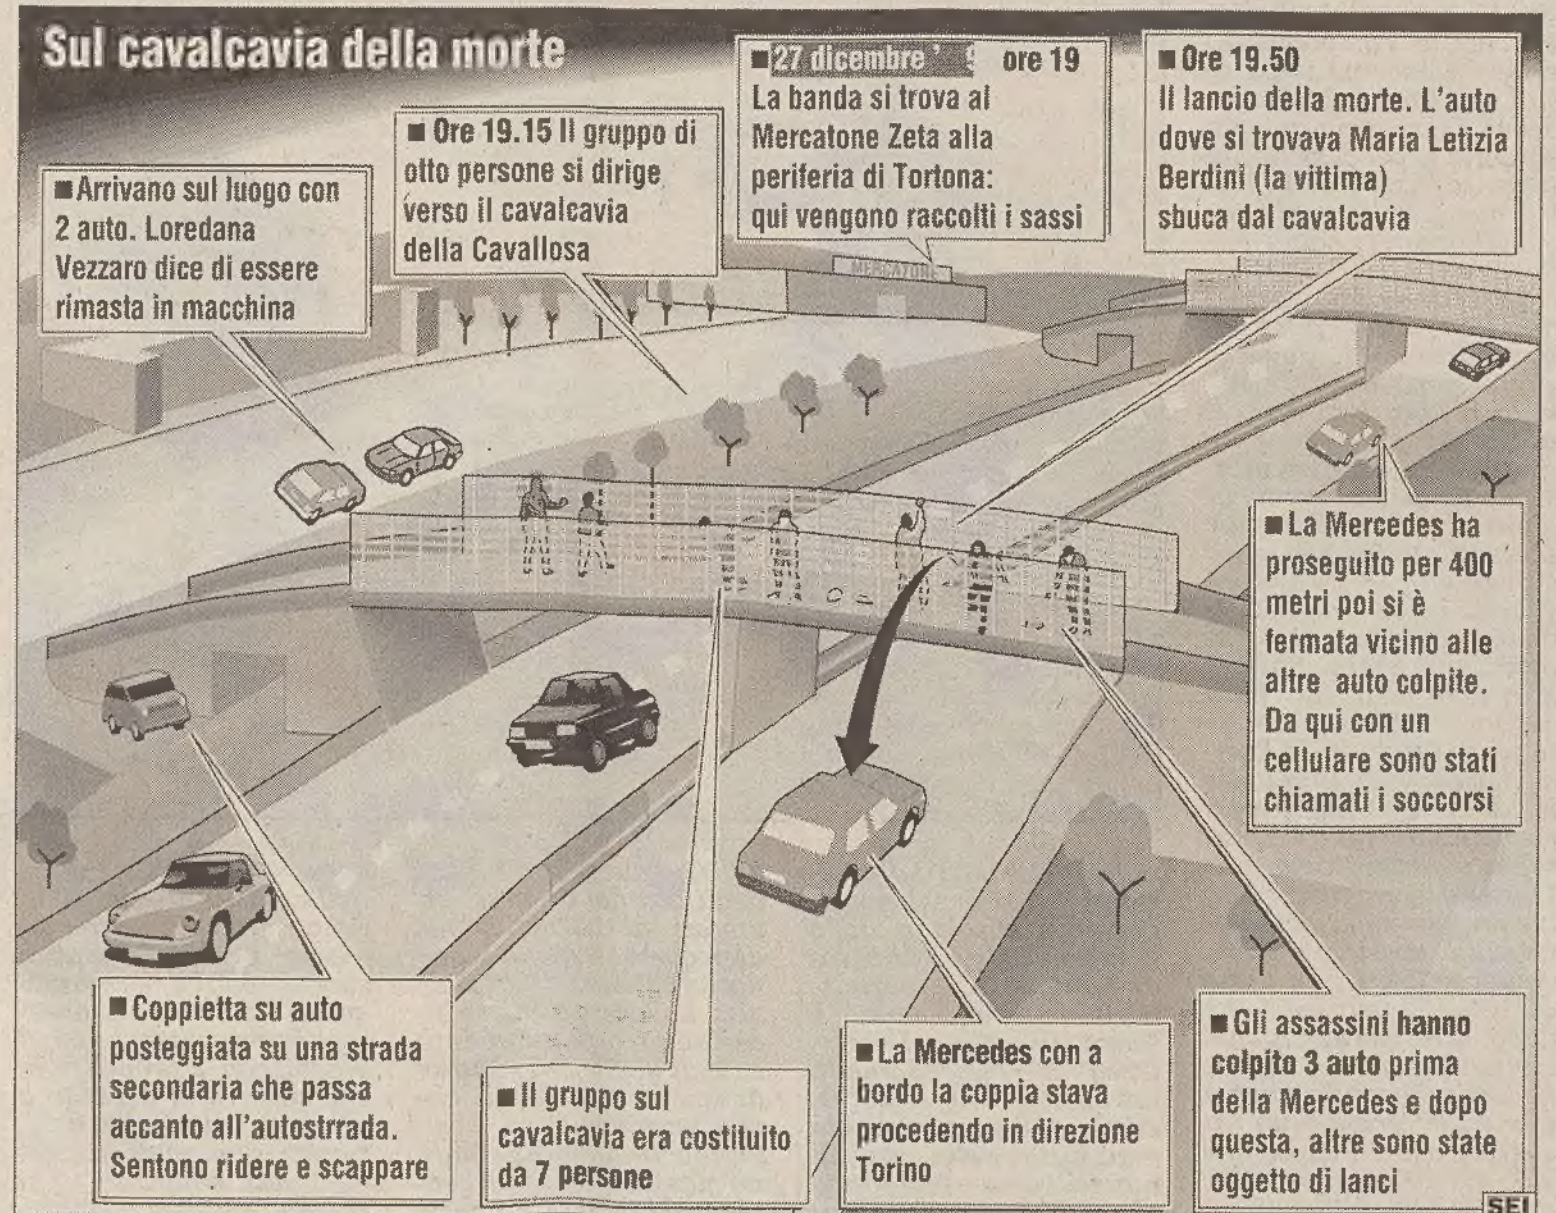 Sul cavalcavia della morte
■ 27 dicembre ' ore 19
La banda si trova al
Mercatone Zeta alla
periferia di Tortona:
qui vengono raccolti i sassi
■ Ore 19.15 Il gruppo di
otto persone si dirige
verso il cavalcavia
della Cavallosa
■ Arrivano sul luogo con
2 auto. Loredana
Vezzaro dice di essere
rimasta in macchina
■ Ore 19.50
Il lancio della morte. L'auto
dove si trovava Maria Letizia
Berdini (la vittima)
sbuca dal cavalcavia
MERCATONE
■ La Mercedes ha
proseguito per 400
metri poi si è
fermata vicino alle
altre auto colpite.
Da qui con un
cellulare sono stati
chiamati i soccorsi
■ Coppietta su auto
posteggiata su una strada
secondaria che passa
accanto all'autostrrada.
Sentono ridere e scappare
■ Il gruppo sul
cavalcavia era costituito
da 7 persone
■ La Mercedes con a
bordo la coppia stava
procedendo in direzione
Torino
■ Gli assassini hanno
colpito 3 auto prima
della Mercedes e dopo
questa, altre sono state
oggetto di lanci
SEI